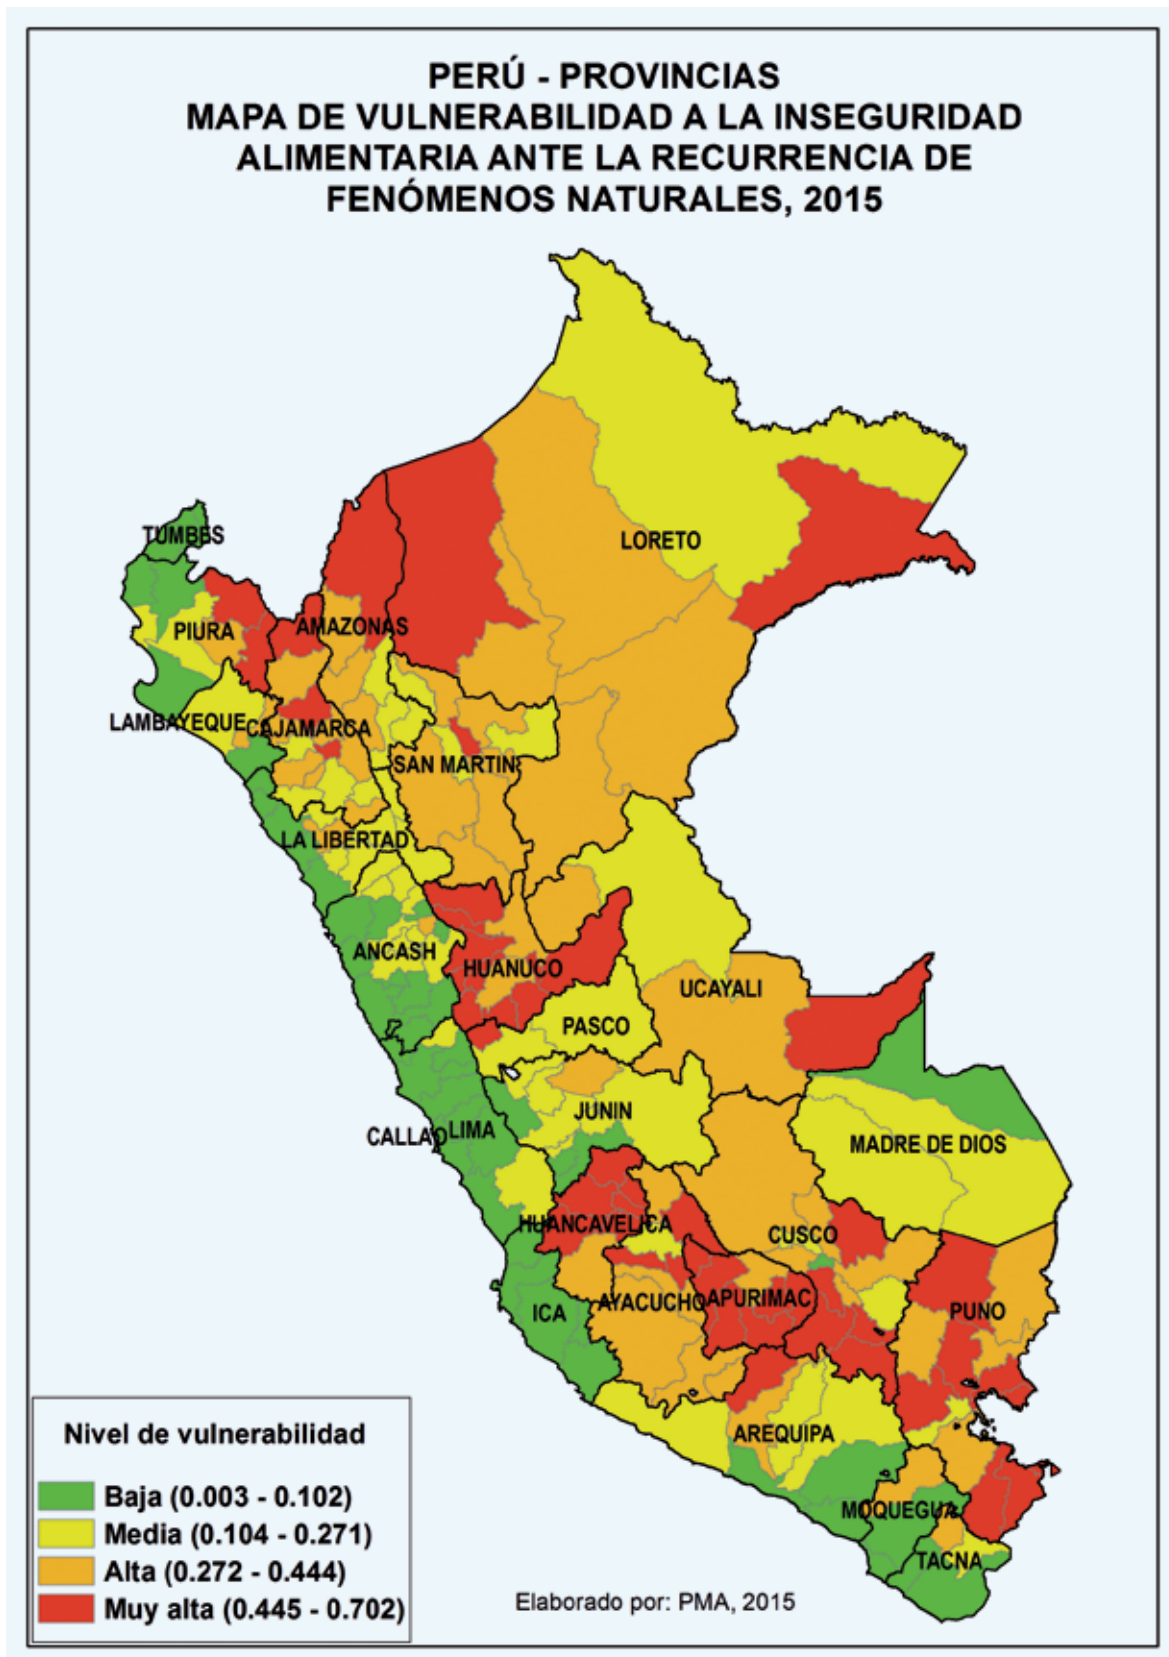 PERÚ - PROVINCIAS
MAPA DE VULNERABILIDAD A LA INSEGURIDAD
ALIMENTARIA ANTE LA RECURRENCIA DE
FENÓMENOS NATURALES, 2015
TUMBES
LORETO
PIURA
AMAZONAS
LAMBAYEQUE
CAJAMARCA
SAN MARTIN
LA LIBERTAD
ANCASH
HUANUCO
UCAYALI
PASCO
JUNIN
CALLAO
LIMA
MADRE DE DIOS
HUANCAVELICA
CUSCO
ICA
AYACUCHO
APURIMAC
PUNO
AREQUIPA
MOQUEGUA
TACNA
Nivel de vulnerabilidad
Baja (0.003 - 0.102)
Media (0.104 - 0.271)
Alta (0.272 - 0.444)
Muy alta (0.445 - 0.702)
Elaborado por: PMA, 2015